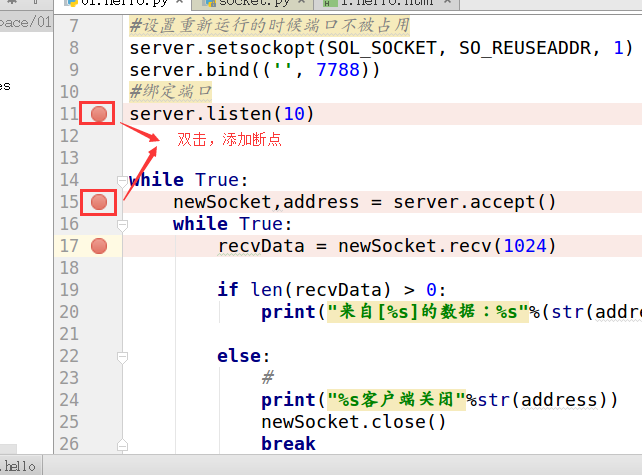 01.hello.py × socket.py × 1.hello.html ×
pace/01
es
7 #设置重新运行的时候端口不被占用
8 server.setsockopt(SOL_SOCKET, SO_REUSEADDR, 1)
9 server.bind(('', 7788))
10 #绑定端口
11 server.listen(10)
12
双击，添加断点
13
14 while True:
15 newSocket,address = server.accept()
16 while True:
17 recvData = newSocket.recv(1024)
18
19 if len(recvData) > 0:
20 print("来自[%s]的数据：%s"%(str(addre
21
22 else:
23 #
24 print("%s客户端关闭"%str(address))
25 newSocket.close()
26 break
.hello